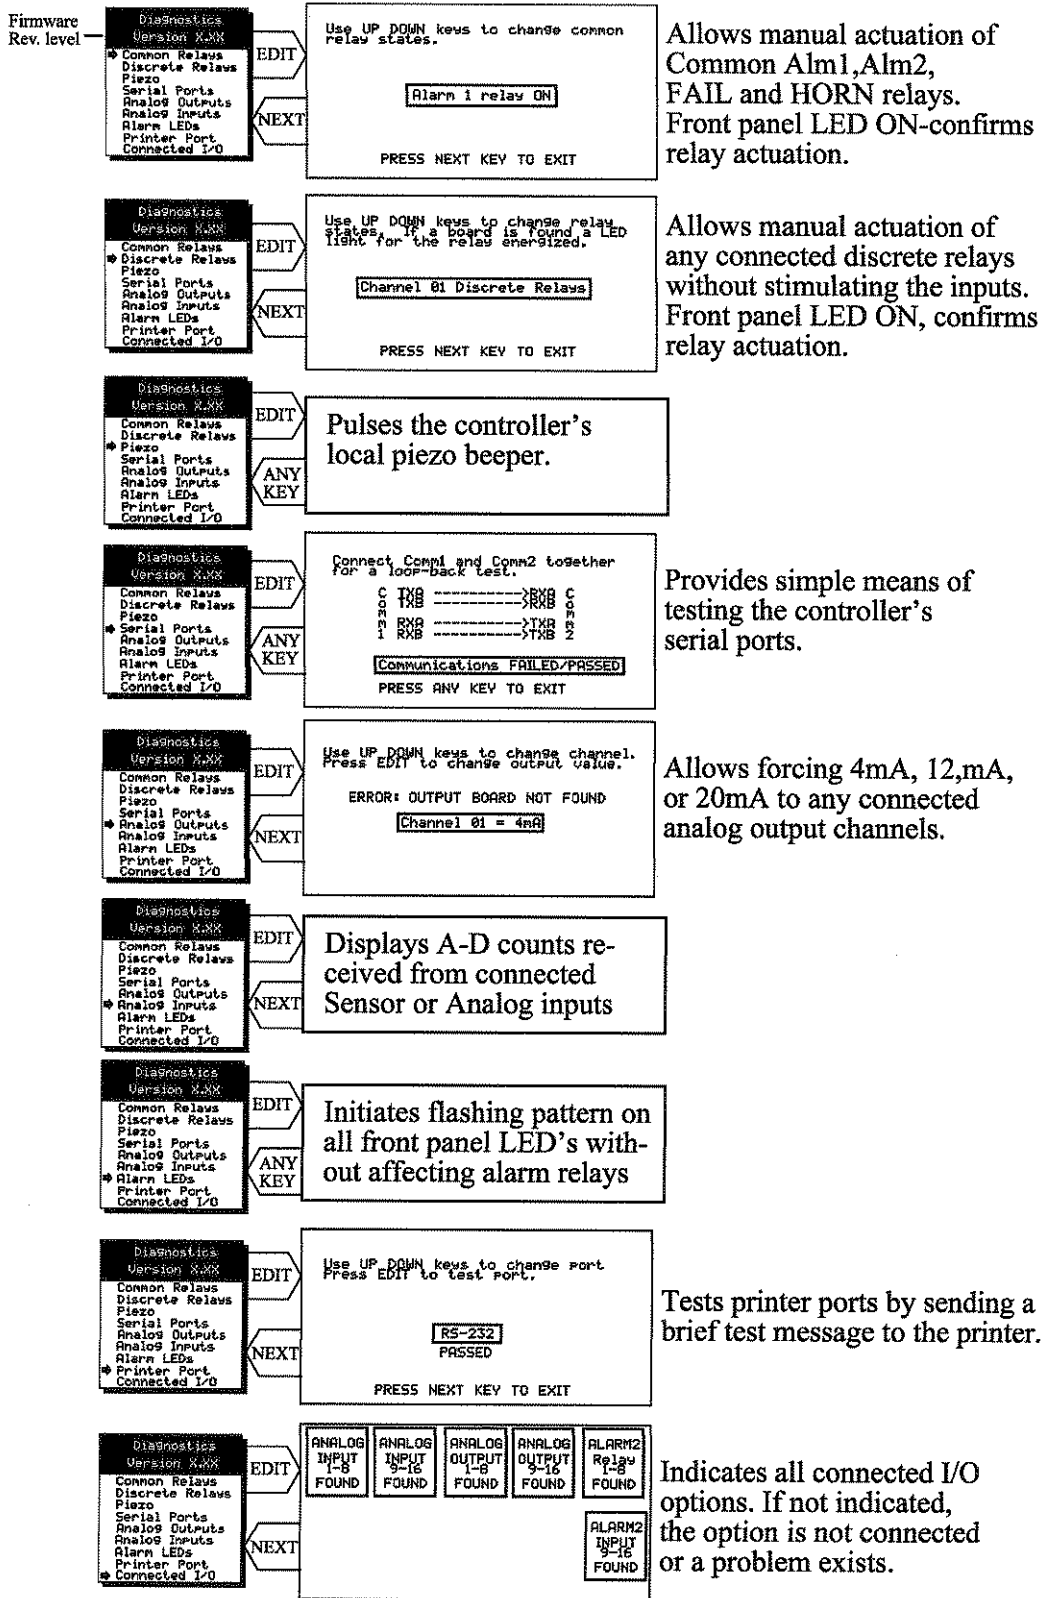 Firmware
Rev. level
Diagnostics
Version X.XX
Common Relays
Discrete Relays
Piezo
Serial Ports
Analog Outputs
Analog Inputs
Alarm LEDs
Printer Port
Connected I/O
EDIT
NEXT
Use UP DOWN keys to change common
relay states.
Alarm 1 relay ON
PRESS NEXT KEY TO EXIT
Allows manual actuation of
Common Alm1,Alm2,
FAIL and HORN relays.
Front panel LED ON-confirms
relay actuation.
Diagnostics
Version X.XX
Common Relays
Discrete Relays
Piezo
Serial Ports
Analog Outputs
Analog Inputs
Alarm LEDs
Printer Port
Connected I/O
EDIT
NEXT
Use UP DOWN keys to change relay
states. If a board is found a LED
light for the relay energized.
Channel 01 Discrete Relays
PRESS NEXT KEY TO EXIT
Allows manual actuation of
any connected discrete relays
without stimulating the inputs.
Front panel LED ON, confirms
relay actuation.
Diagnostics
Version X.XX
Common Relays
Discrete Relays
Piezo
Serial Ports
Analog Outputs
Analog Inputs
Alarm LEDs
Printer Port
Connected I/O
EDIT
ANY
KEY
Pulses the controller's
local piezo beeper.
Diagnostics
Version X.XX
Common Relays
Discrete Relays
Piezo
Serial Ports
Analog Outputs
Analog Inputs
Alarm LEDs
Printer Port
Connected I/O
EDIT
ANY
KEY
Connect Comm1 and Comm2 together
for a loop-back test.
C TXA ----------->RXA C
o TXB ----------->RXB o
m m
m RXA ----------->TXA m
1 RXB ----------->TXB 2
Communications FAILED/PASSED
PRESS ANY KEY TO EXIT
Provides simple means of
testing the controller's
serial ports.
Diagnostics
Version X.XX
Common Relays
Discrete Relays
Piezo
Serial Ports
Analog Outputs
Analog Inputs
Alarm LEDs
Printer Port
Connected I/O
EDIT
NEXT
Use UP DOWN keys to change channel.
Press EDIT to change output value.
ERROR: OUTPUT BOARD NOT FOUND
Channel 01 = 4mA
Allows forcing 4mA, 12,mA,
or 20mA to any connected
analog output channels.
Diagnostics
Version X.XX
Common Relays
Discrete Relays
Piezo
Serial Ports
Analog Outputs
Analog Inputs
Alarm LEDs
Printer Port
Connected I/O
EDIT
NEXT
Displays A-D counts re-
ceived from connected
Sensor or Analog inputs
Diagnostics
Version X.XX
Common Relays
Discrete Relays
Piezo
Serial Ports
Analog Outputs
Analog Inputs
Alarm LEDs
Printer Port
Connected I/O
EDIT
ANY
KEY
Initiates flashing pattern on
all front panel LED's with-
out affecting alarm relays
Diagnostics
Version X.XX
Common Relays
Discrete Relays
Piezo
Serial Ports
Analog Outputs
Analog Inputs
Alarm LEDs
Printer Port
Connected I/O
EDIT
NEXT
Use UP DOWN keys to change port
Press EDIT to test port.
RS-232
PASSED
PRESS NEXT KEY TO EXIT
Tests printer ports by sending a
brief test message to the printer.
Diagnostics
Version X.XX
Common Relays
Discrete Relays
Piezo
Serial Ports
Analog Outputs
Analog Inputs
Alarm LEDs
Printer Port
Connected I/O
EDIT
NEXT
ANALOG
INPUT
1-8
FOUND
ANALOG
INPUT
9-16
FOUND
ANALOG
OUTPUT
1-8
FOUND
ANALOG
OUTPUT
9-16
FOUND
ALARM2
Relay
1-8
FOUND
ALARM2
INPUT
9-16
FOUND
Indicates all connected I/O
options. If not indicated,
the option is not connected
or a problem exists.